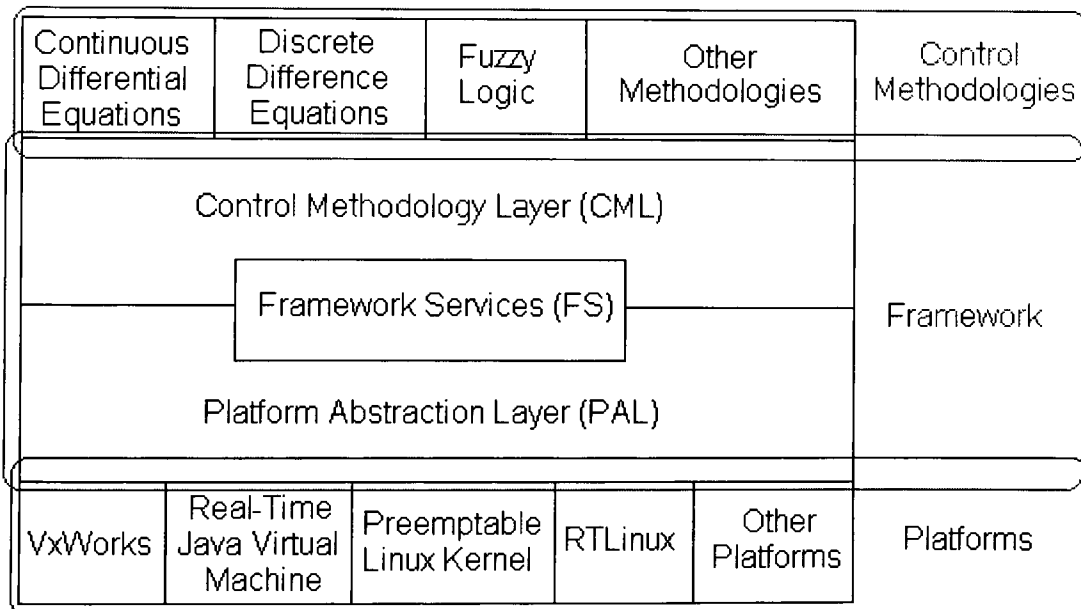 Continuous
Differential
Equations
Discrete
Difference
Equations
Fuzzy
Logic
Other
Methodologies
Control
Methodologies
Control Methodology Layer (CML)
Framework Services (FS)
Framework
Platform Abstraction Layer (PAL)
VxWorks
Real-Time
Java Virtual
Machine
Preemptable
Linux Kernel
RTLinux
Other
Platforms
Platforms